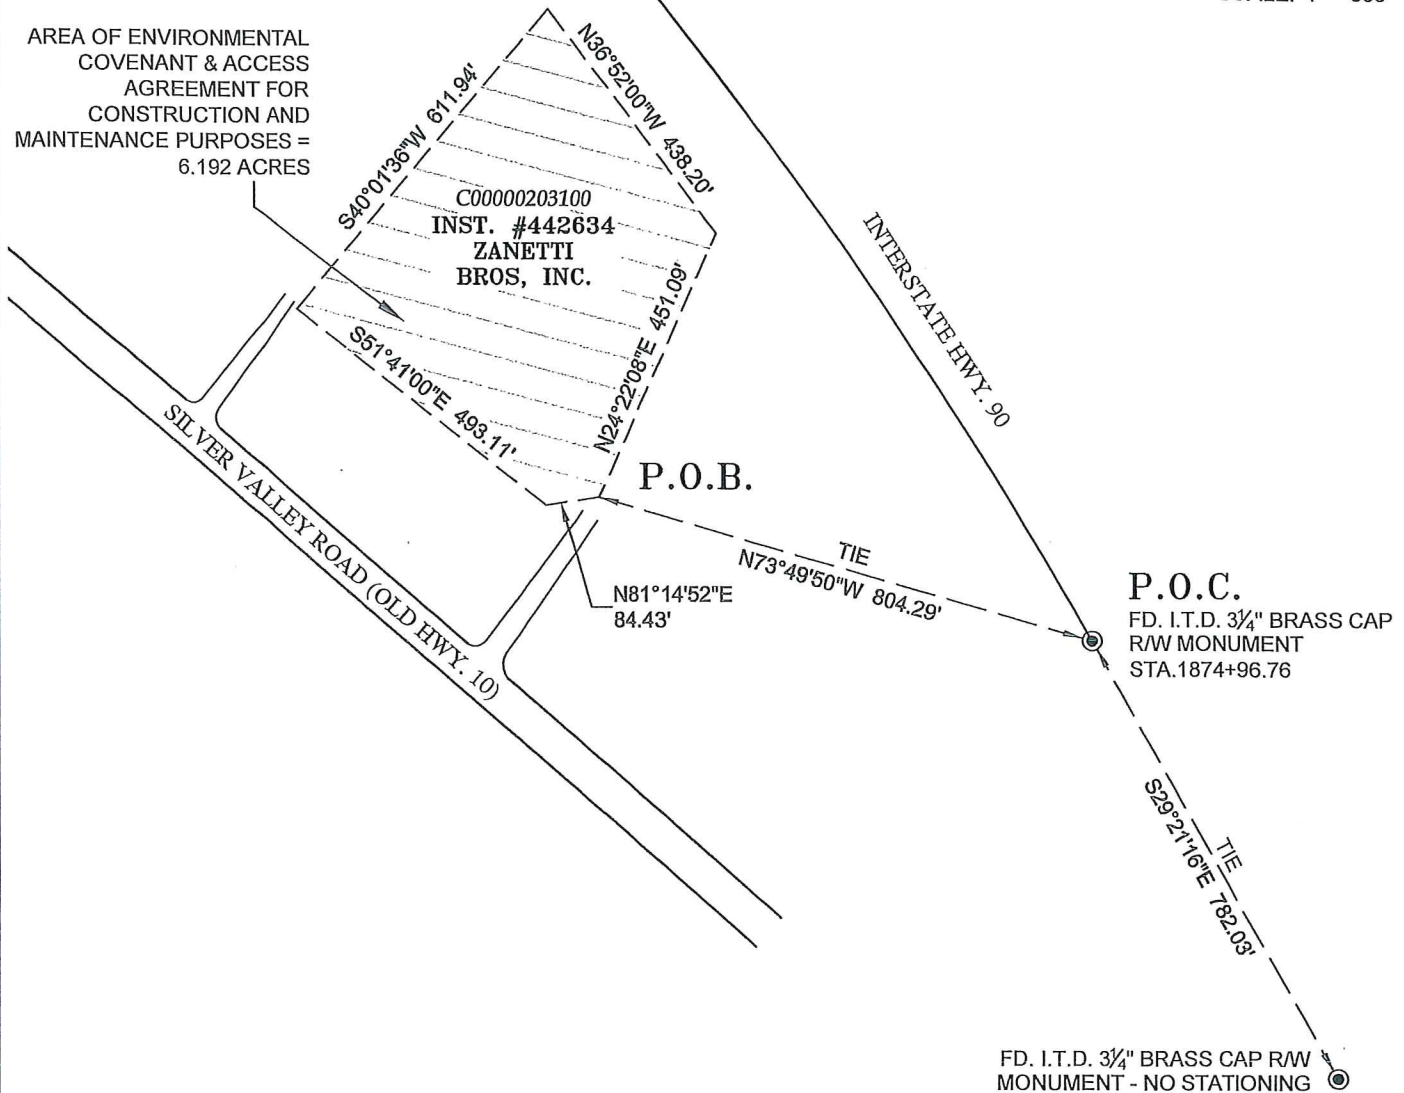 AREA OF ENVIRONMENTAL
COVENANT & ACCESS
AGREEMENT FOR
CONSTRUCTION AND
MAINTENANCE PURPOSES =
6.192 ACRES
S40°01'36"W 611.94'
N36°52'00"W 438.20'
C00000203100
INST. #442634
ZANETTI
BROS, INC.
INTERSTATE HWY. 90
N24°22'08"E 451.09'
S51°41'00"E 493.11'
P.O.B.
SILVER VALLEY ROAD (OLD HWY. 10)
N81°14'52"E
84.43'
TIE
N73°49'50"W 804.29'
P.O.C.
FD. I.T.D. 3¼" BRASS CAP
R/W MONUMENT
STA.1874+96.76
TIE
S29°21'16"E 782.03'
FD. I.T.D. 3¼" BRASS CAP R/W
MONUMENT - NO STATIONING